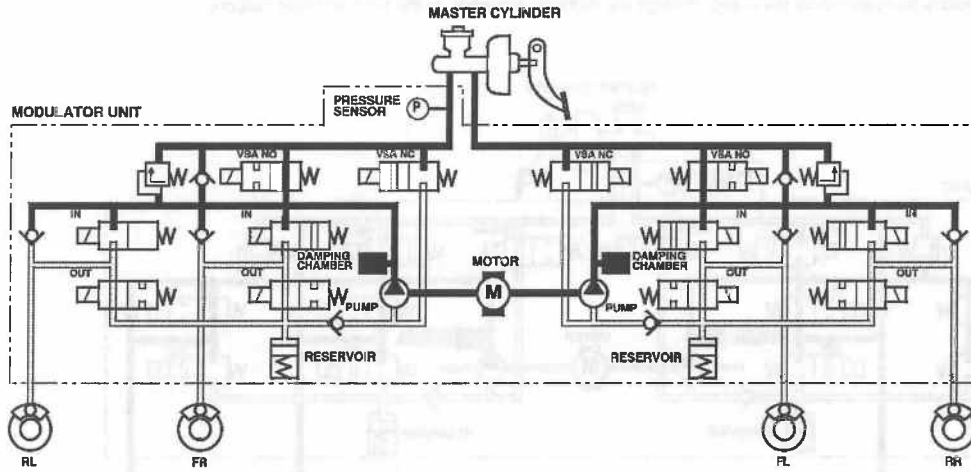 MASTER CYLINDER
PRESSURE
SENSOR
P
MODULATOR UNIT
VSA NO
VSA NC
VSA NC
VSA NO
IN
IN
IN
IN
OUT
OUT
OUT
OUT
DAMPING
CHAMBER
MOTOR
M
DAMPING
CHAMBER
PUMP
PUMP
RESERVOIR
RESERVOIR
RL
FR
FL
RR